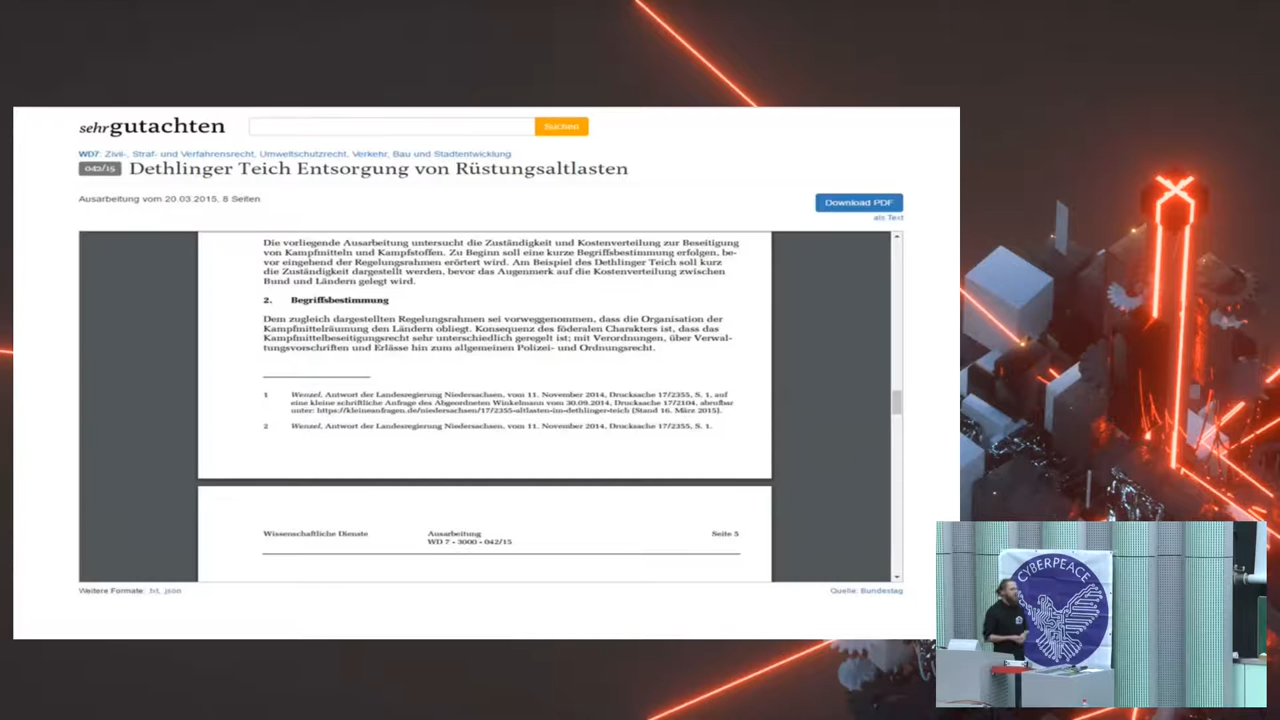 sehrgutachten
Suchen
WD7: Zivil-, Straf- und Verfahrensrecht, Umweltschutzrecht, Verkehr, Bau und Stadtentwicklung
042/15 Dethlinger Teich Entsorgung von Rüstungsaltlasten
Ausarbeitung vom 20.03.2015, 8 Seiten
Download PDF
als Text
Die vorliegende Ausarbeitung untersucht die Zuständigkeit und Kostenverteilung zur Beseitigung
von Kampfmitteln und Kampfstoffen. Zu Beginn soll eine kurze Begriffsbestimmung erfolgen, be-
vor eingehend der Regelungsrahmen erörtert wird. Am Beispiel des Dethlinger Teich soll kurz
die Zuständigkeit dargestellt werden, bevor das Augenmerk auf die Kostenverteilung zwischen
Bund und Ländern gelegt wird.
2. Begriffsbestimmung
Dem zugleich dargestellten Regelungsrahmen sei vorweggenommen, dass die Organisation der
Kampfmittelräumung den Ländern obliegt. Konsequenz des föderalen Charakters ist, dass das
Kampfmittelbeseitigungsrecht sehr unterschiedlich geregelt ist; mit Verordnungen, über Verwal-
tungsvorschriften und Erlässe hin zum allgemeinen Polizei- und Ordnungsrecht.
1 Wenzel, Antwort der Landesregierung Niedersachsen, vom 11. November 2014, Drucksache 17/2355, S. 1, auf
eine kleine schriftliche Anfrage des Abgeordneten Winkelmann vom 30.09.2014, Drucksache 17/2104, abrufbar
unter: https://kleineanfragen.de/niedersachsen/17/2355-altlasten-im-dethlinger-teich (Stand 16. März 2015).
2 Wenzel, Antwort der Landesregierung Niedersachsen, vom 11. November 2014, Drucksache 17/2355, S. 1.
Wissenschaftliche Dienste Ausarbeitung Seite 5
WD 7 - 3000 - 042/15
Weitere Formate: .txt, .json
Quelle: Bundestag
CYBERPEACE